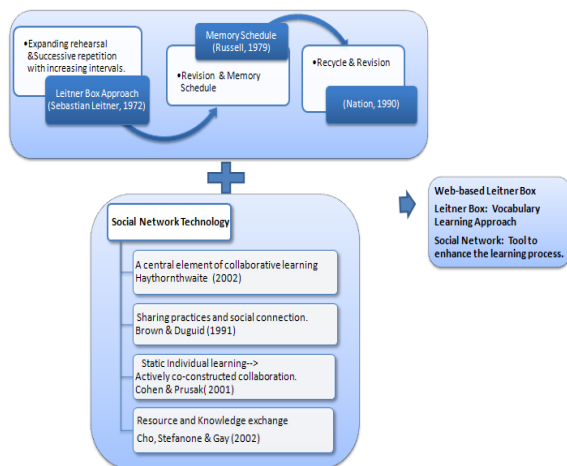 •Expanding rehearsal
&Successive repetition
with increasing intervals.
Leitner Box Approach
(Sebastian Leitner, 1972)
Memory Schedule
(Russell, 1979)
•Revision & Memory
Schedule
•Recycle & Revision
(Nation, 1990)
Social Network Technology
A central element of collaborative learning
Haythornthwaite (2002)
Sharing practices and social connection.
Brown & Duguid (1991)
Static Individual learning-->
Actively co-constructed collaboration.
Cohen & Prusak( 2001)
Resource and Knowledge exchange
Cho, Stefanone & Gay (2002)
Web-based Leitner Box
Leitner Box: Vocabulary
Learning Approach
Social Network: Tool to
enhance the learning process.